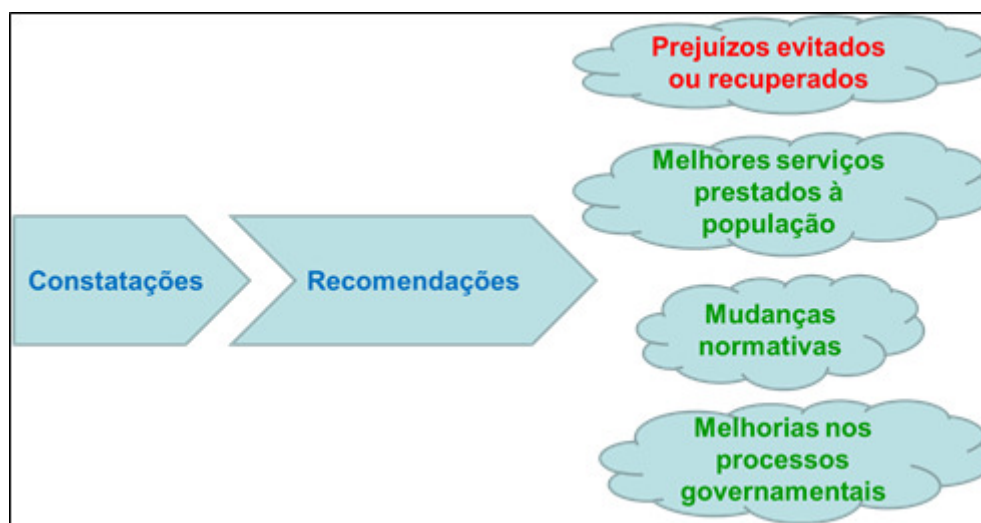 Constatações
Recomendações
Prejuízos evitados
ou recuperados
Melhores serviços
prestados à
população
Mudanças
normativas
Melhorias nos
processos
governamentais